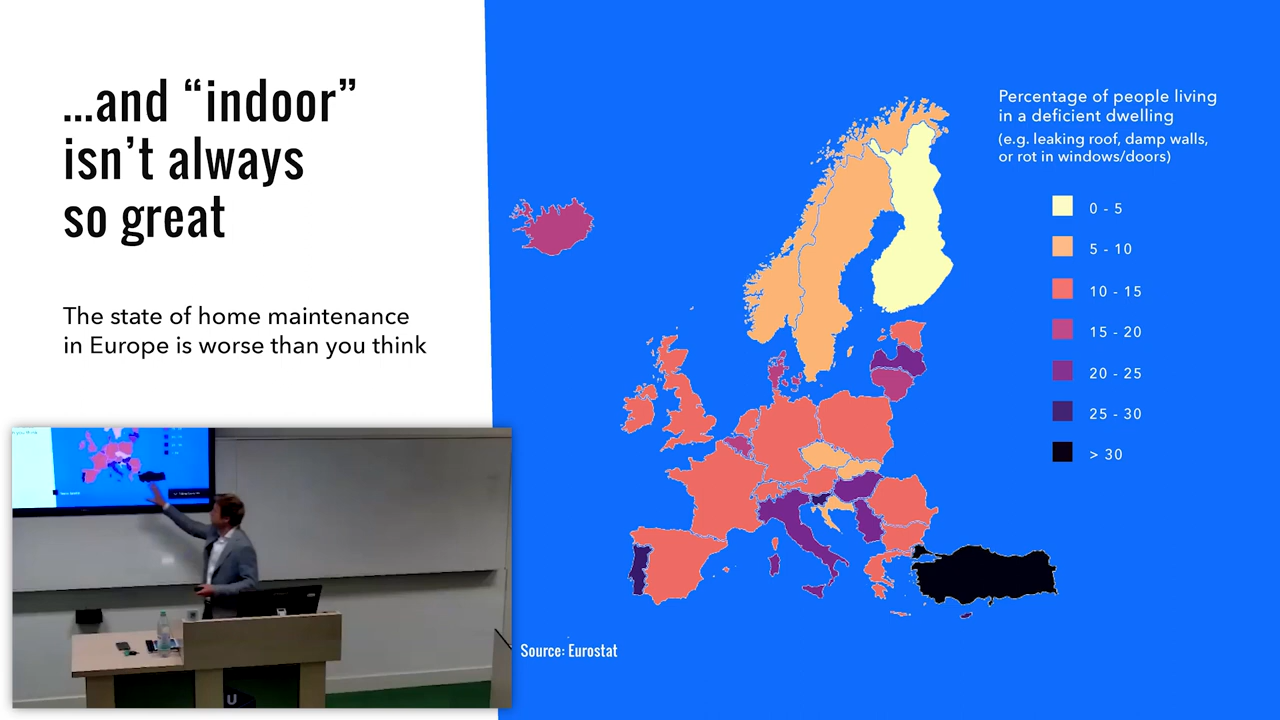 ...and “indoor”
isn’t always
so great
The state of home maintenance
in Europe is worse than you think
Percentage of people living
in a deficient dwelling
(e.g. leaking roof, damp walls,
or rot in windows/doors)
0 - 5
5 - 10
10 - 15
15 - 20
20 - 25
25 - 30
> 30
Source: Eurostat
U